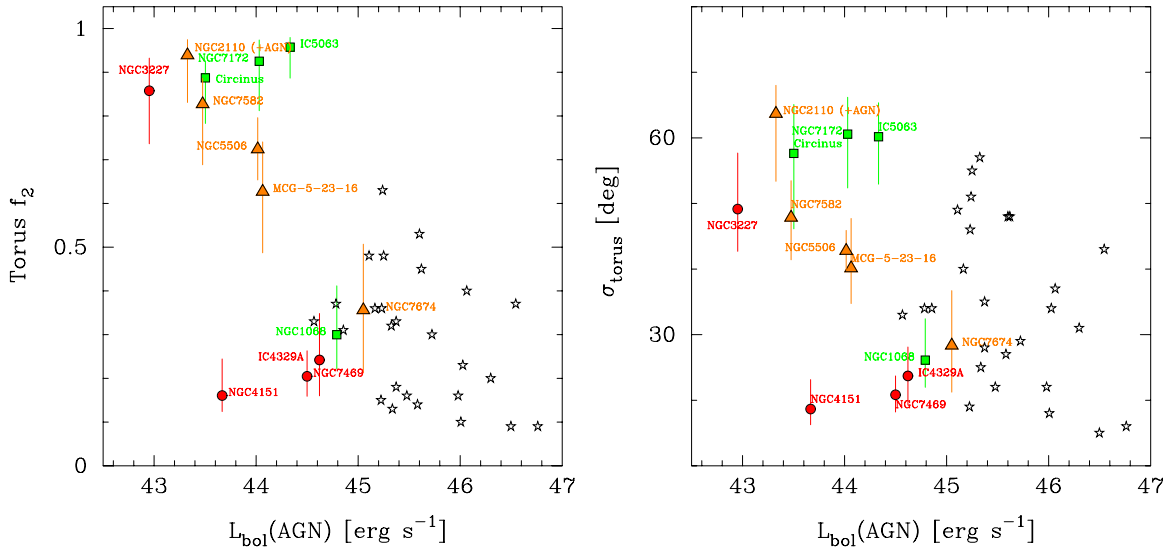 1
0.5
0
Torus f₂
NGC2110 (+AGN)
IC5063
NGC7172
NGC3227
Circinus
NGC7582
NGC5506
MCG-5-23-16
NGC7674
NGC1068
IC4329A
NGC7469
NGC4151
43 44 45 46 47
L_bol(AGN) [erg s⁻¹]
60
30
σ_torus [deg]
NGC2110 (+AGN)
NGC7172
IC5063
Circinus
NGC7582
NGC3227
NGC5506
MCG-5-23-16
NGC7674
NGC1068
IC4329A
NGC4151
NGC7469
43 44 45 46 47
L_bol(AGN) [erg s⁻¹]